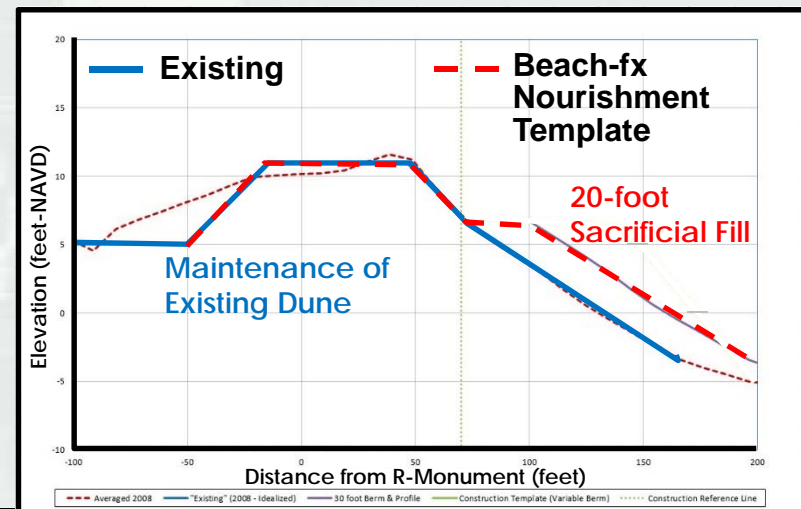 Existing
Beach-fx
Nourishment
Template
20-foot
Sacrificial Fill
Maintenance of
Existing Dune
Elevation (feet-NAVD)
20
15
10
5
0
-5
-10
-100
-50
0
50
100
150
200
Distance from R-Monument (feet)
Averaged 2008
"Existing" (2008 - Idealized)
30 foot Berm & Profile
Construction Template (Variable Berm)
Construction Reference Line